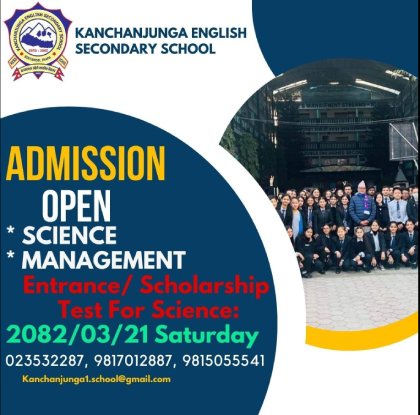 KANCHANJUNGA ENGLISH
SECONDARY SCHOOL
ADMISSION
OPEN
* SCIENCE
* MANAGEMENT
Entrance/ Scholarship
Test For Science:
2082/03/21 Saturday
023532287, 9817012887, 9815055541
Kanchanjunga1.school@gmail.com